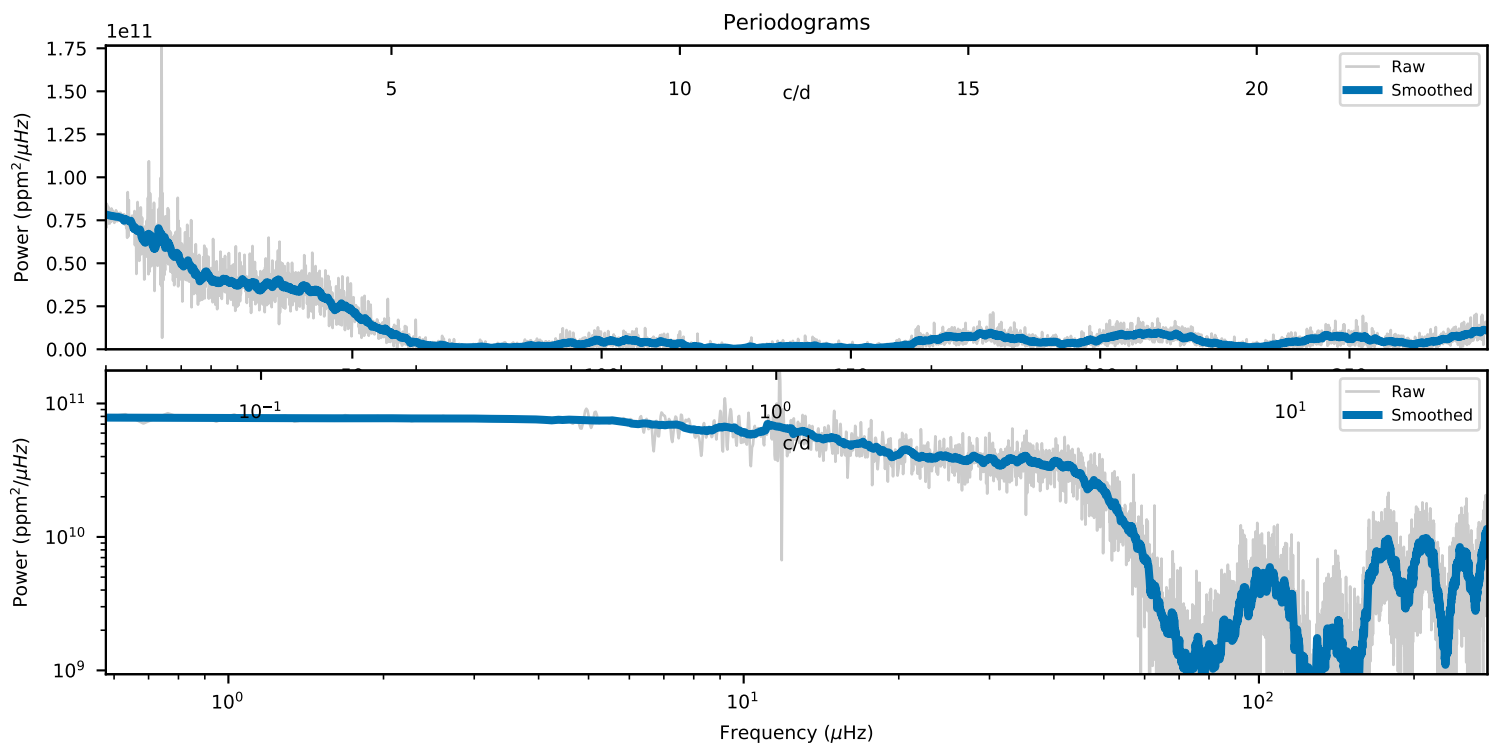 Periodograms
1e11
1.75
1.50
1.25
1.00
0.75
0.50
0.25
0.00
Power (ppm²/μHz)
5
10
15
20
c/d
Raw
Smoothed
10¹¹
10¹⁰
10⁹
Power (ppm²/μHz)
10⁻¹
10⁰
10¹
c/d
Raw
Smoothed
10⁰
10¹
10²
Frequency (μHz)